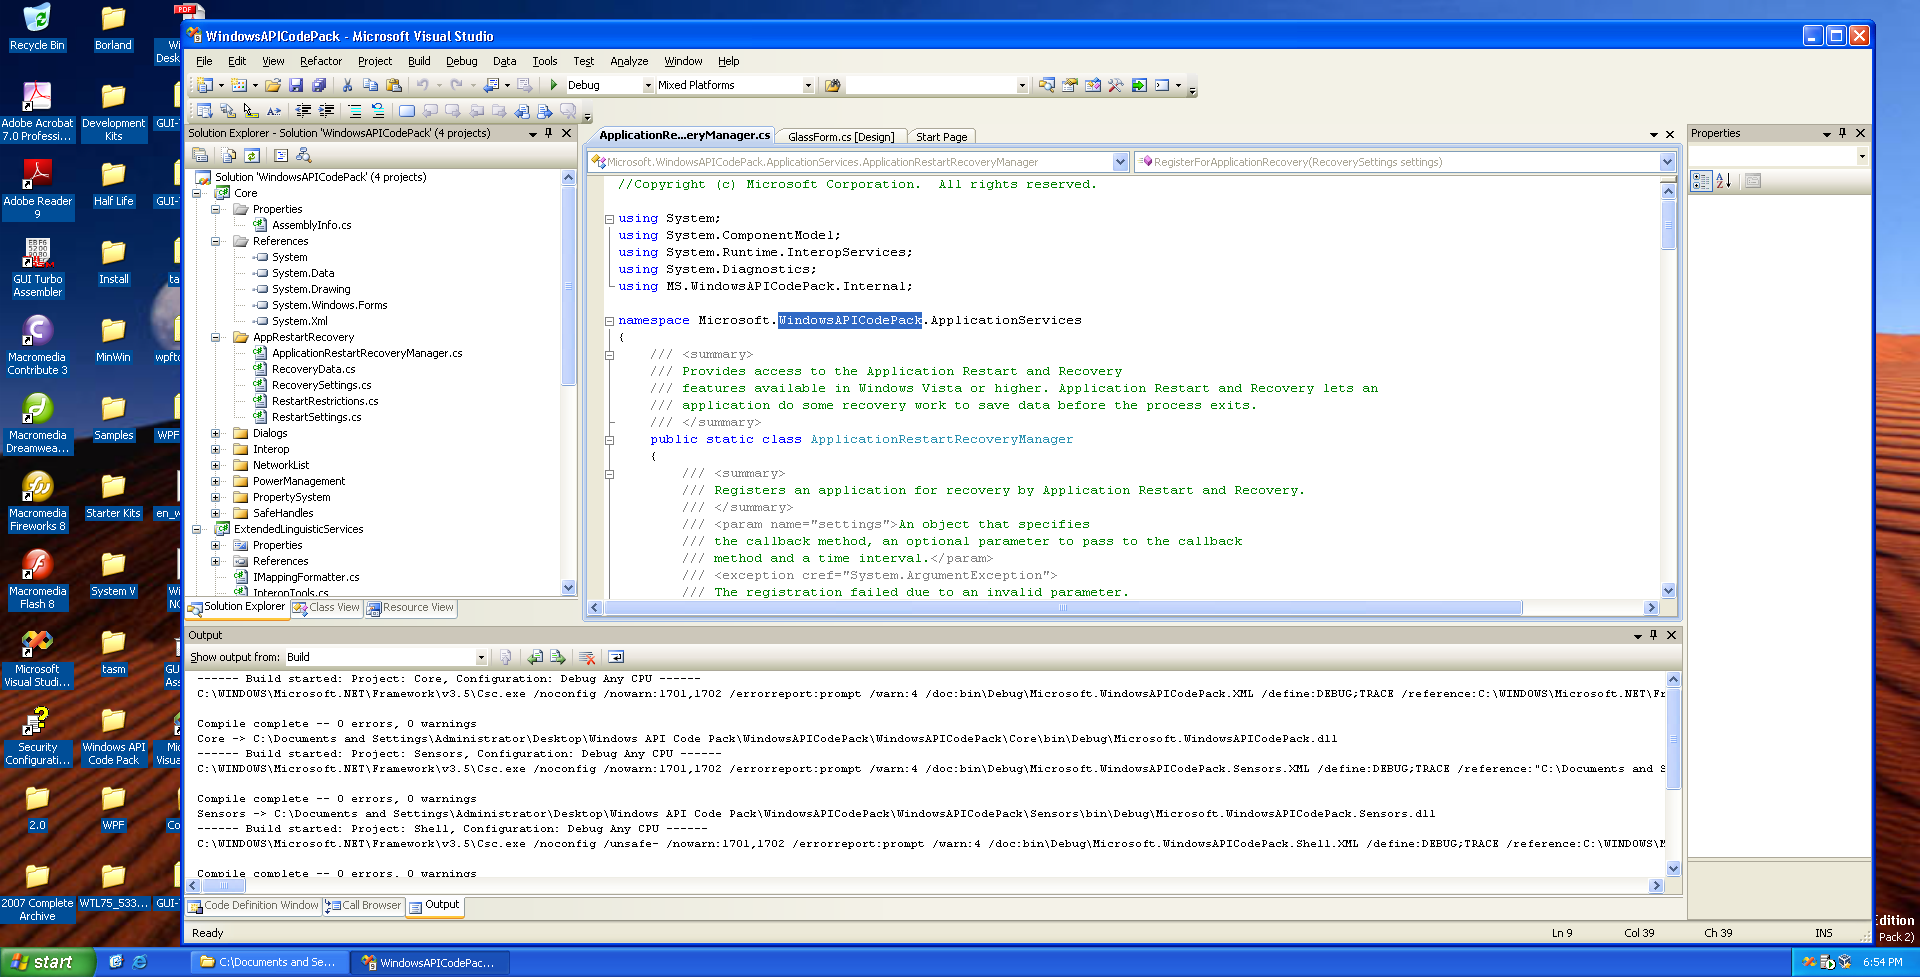 WindowsAPICodePack - Microsoft Visual Studio
File Edit View Refactor Project Build Debug Data Tools Test Analyze Window Help
Debug Mixed Platforms
Solution Explorer - Solution 'WindowsAPICodePack' (4 projects)
Solution 'WindowsAPICodePack' (4 projects)
Core
Properties
AssemblyInfo.cs
References
System
System.Data
System.Drawing
System.Windows.Forms
System.Xml
AppRestartRecovery
ApplicationRestartRecoveryManager.cs
RecoveryData.cs
RecoverySettings.cs
RestartRestrictions.cs
RestartSettings.cs
Dialogs
Interop
NetworkList
PowerManagement
PropertySystem
SafeHandles
ExtendedLinguisticServices
Properties
References
IMappingFormatter.cs
InteropTools.cs
Solution Explorer Class View Resource View
ApplicationRe...eryManager.cs GlassForm.cs [Design] Start Page
Microsoft.WindowsAPICodePack.ApplicationServices.ApplicationRestartRecoveryManager RegisterForApplicationRecovery(RecoverySettings settings)
//Copyright (c) Microsoft Corporation.  All rights reserved.
using System;
using System.ComponentModel;
using System.Runtime.InteropServices;
using System.Diagnostics;
using MS.WindowsAPICodePack.Internal;
namespace Microsoft.WindowsAPICodePack.ApplicationServices
{
/// <summary>
/// Provides access to the Application Restart and Recovery
/// features available in Windows Vista or higher. Application Restart and Recovery lets an
/// application do some recovery work to save data before the process exits.
/// </summary>
public static class ApplicationRestartRecoveryManager
{
/// <summary>
/// Registers an application for recovery by Application Restart and Recovery.
/// </summary>
/// <param name="settings">An object that specifies
/// the callback method, an optional parameter to pass to the callback
/// method and a time interval.</param>
/// <exception cref="System.ArgumentException">
/// The registration failed due to an invalid parameter.
Properties
Output
Show output from: Build
------ Build started: Project: Core, Configuration: Debug Any CPU ------
C:\WINDOWS\Microsoft.NET\Framework\v3.5\Csc.exe /noconfig /nowarn:1701,1702 /errorreport:prompt /warn:4 /doc:bin\Debug\Microsoft.WindowsAPICodePack.XML /define:DEBUG;TRACE /reference:C:\WINDOWS\Microsoft.NET\Fr
Compile complete -- 0 errors, 0 warnings
Core -> C:\Documents and Settings\Administrator\Desktop\Windows API Code Pack\WindowsAPICodePack\WindowsAPICodePack\Core\bin\Debug\Microsoft.WindowsAPICodePack.dll
------ Build started: Project: Sensors, Configuration: Debug Any CPU ------
C:\WINDOWS\Microsoft.NET\Framework\v3.5\Csc.exe /noconfig /nowarn:1701,1702 /errorreport:prompt /warn:4 /doc:bin\Debug\Microsoft.WindowsAPICodePack.Sensors.XML /define:DEBUG;TRACE /reference:"C:\Documents and S
Compile complete -- 0 errors, 0 warnings
Sensors -> C:\Documents and Settings\Administrator\Desktop\Windows API Code Pack\WindowsAPICodePack\WindowsAPICodePack\Sensors\bin\Debug\Microsoft.WindowsAPICodePack.Sensors.dll
------ Build started: Project: Shell, Configuration: Debug Any CPU ------
C:\WINDOWS\Microsoft.NET\Framework\v3.5\Csc.exe /noconfig /unsafe- /nowarn:1701,1702 /errorreport:prompt /warn:4 /doc:bin\Debug\Microsoft.WindowsAPICodePack.Shell.XML /define:DEBUG;TRACE /reference:C:\WINDOWS\M
Compile complete -- 0 errors, 0 warnings
Code Definition Window Call Browser Output
Ready Ln 9 Col 39 Ch 39 INS
Recycle Bin
Borland
Adobe Acrobat
7.0 Professi...
Development
Kits
Adobe Reader
9
Half Life
GUI Turbo
Assembler
Install
Macromedia
Contribute 3
MinWin
Macromedia
Dreamwea...
Samples
Macromedia
Fireworks 8
Starter Kits
Macromedia
Flash 8
System V
Microsoft
Visual Studi...
tasm
Security
Configurati...
Windows API
Code Pack
2.0
WPF
2007 Complete
Archive
WTL75_533...
PDF
Edition
Pack 2)
start C:\Documents and Se... WindowsAPICodePac... 6:54 PM